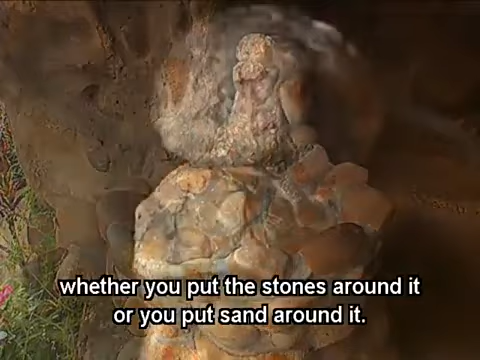 whether you put the stones around it
or you put sand around it.